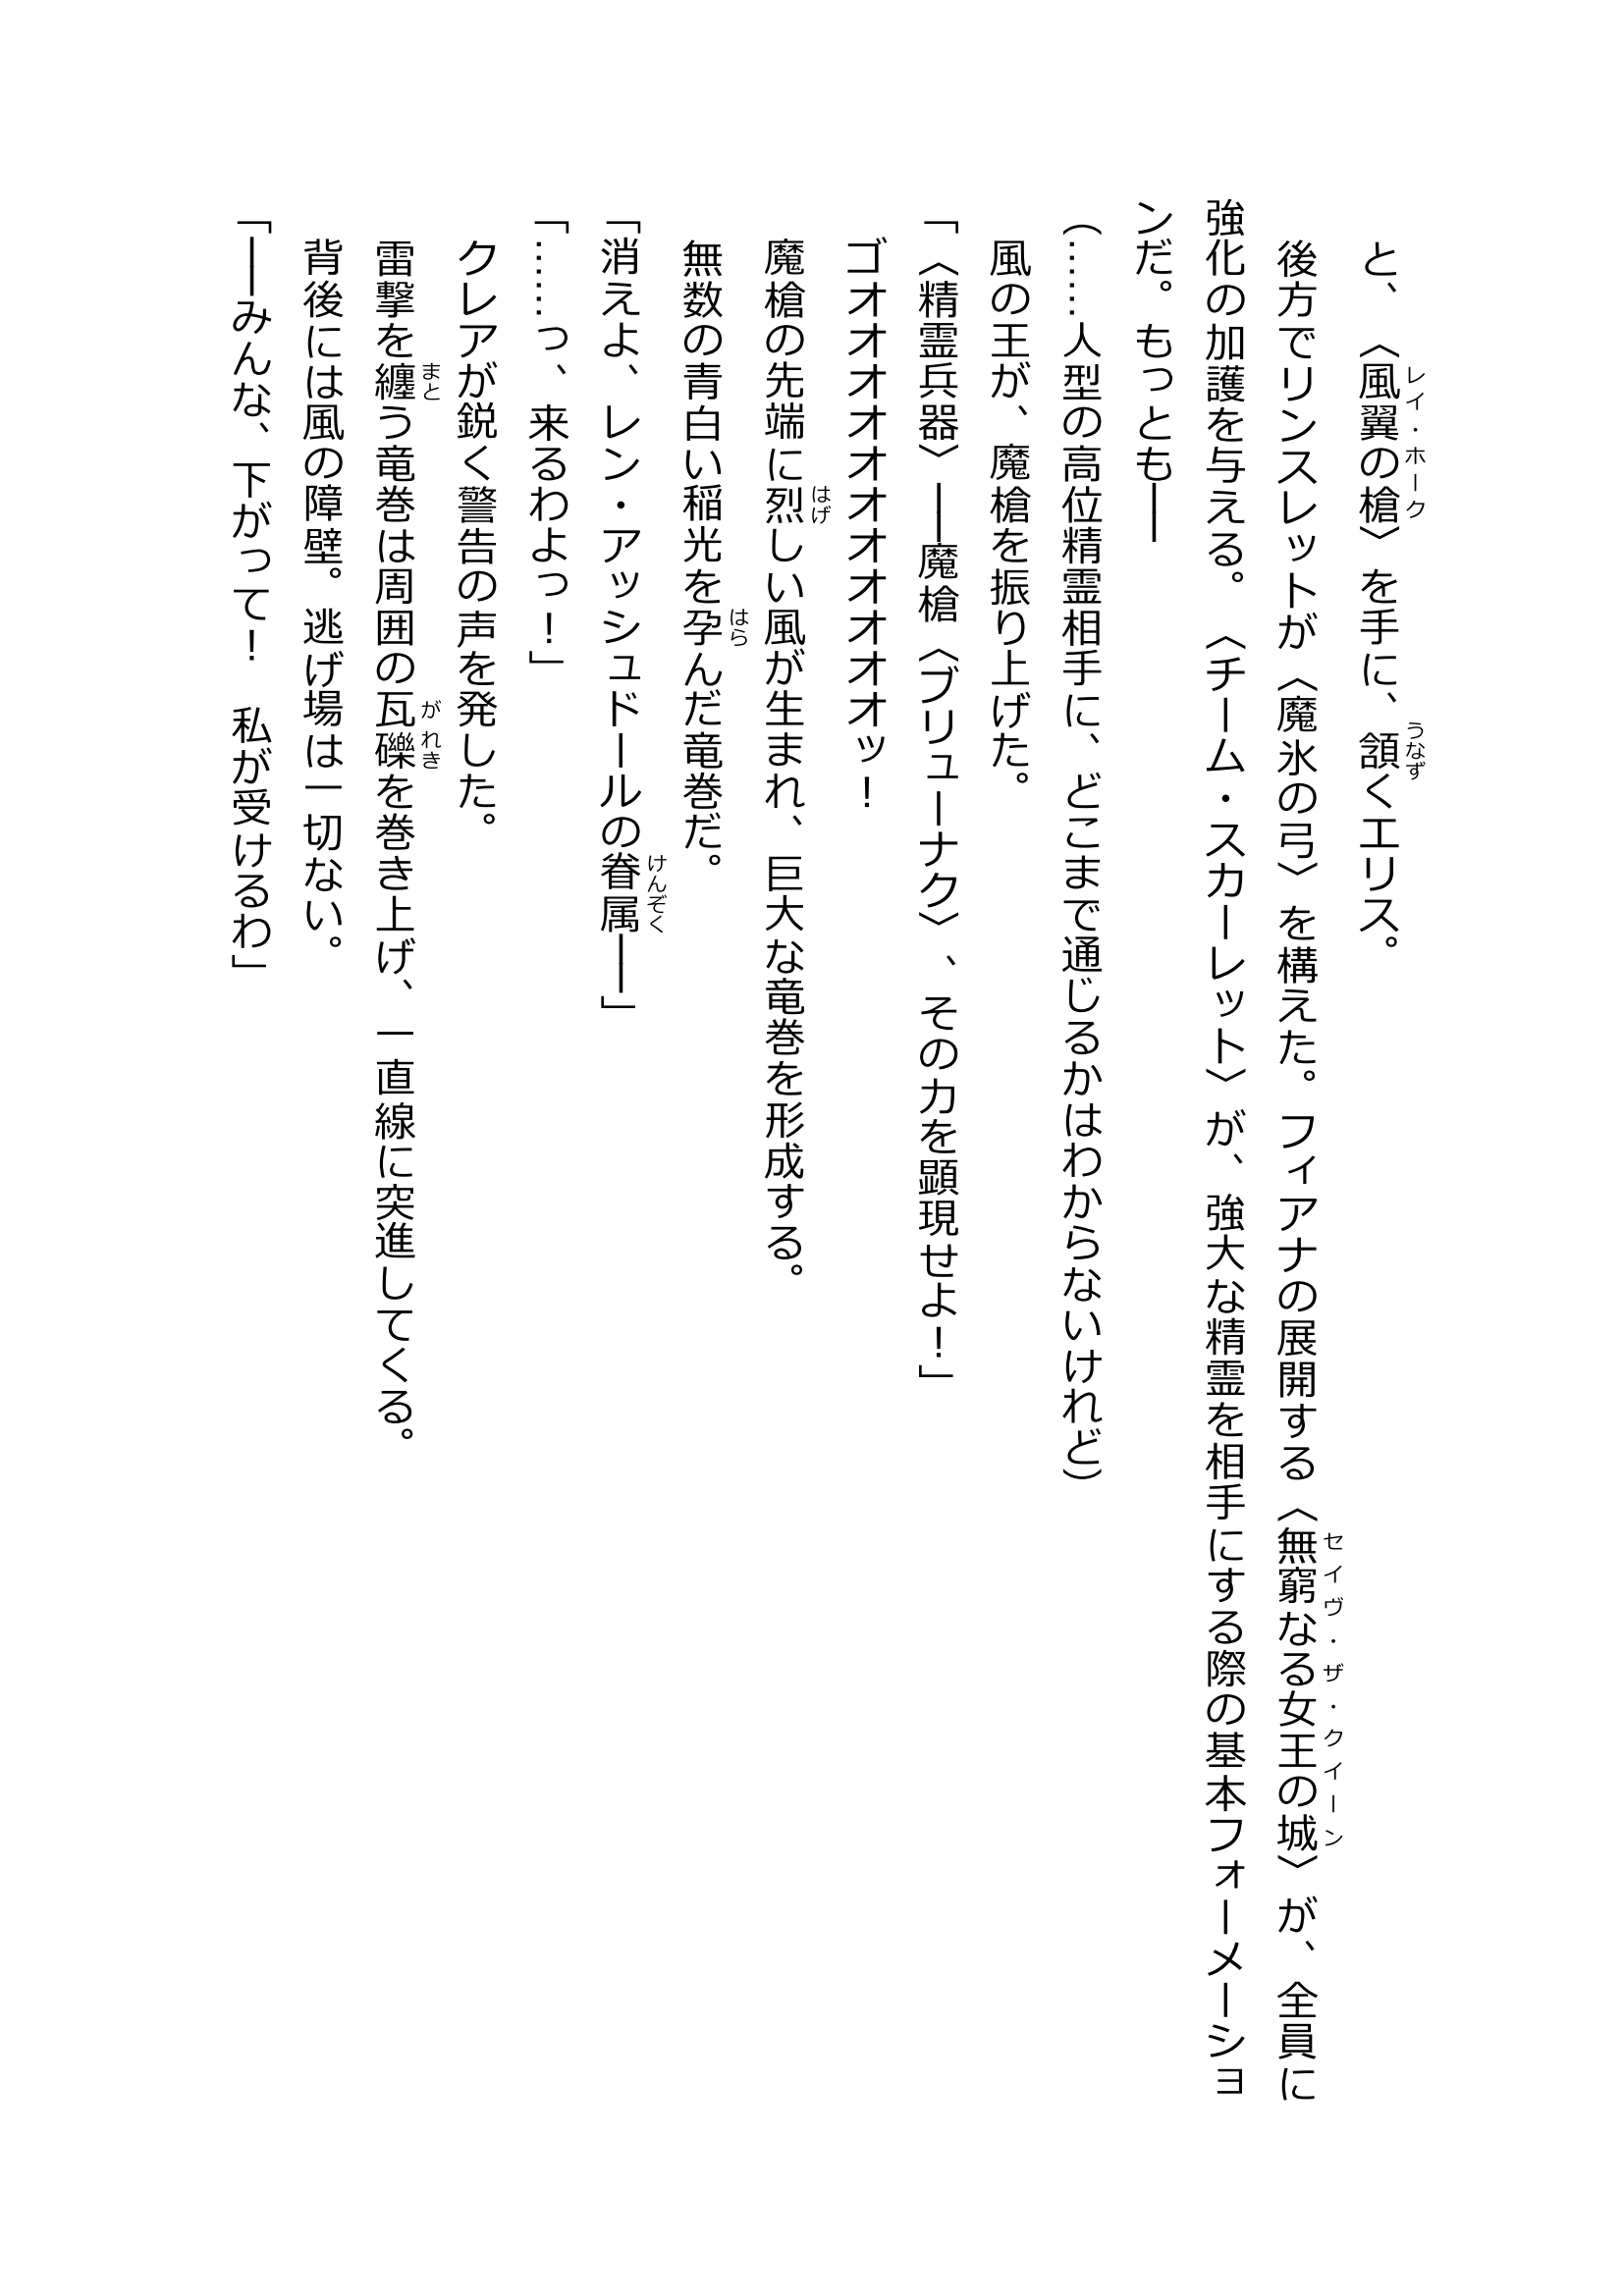 と、〈風翼の槍〉を手に、頷くエリス。
後方でリンスレットが〈魔氷の弓〉を構えた。フィアナの展開する〈無窮なる女王の城〉が、全員に
強化の加護を与える。〈チーム・スカーレット〉が、強大な精霊を相手にする際の基本フォーメーショ
ンだ。もっとも――
(……人型の高位精霊相手に、どこまで通じるかはわからないけれど)
風の王が、魔槍を振り上げた。
「〈精霊兵器〉――魔槍〈ブリューナク〉、その力を顕現せよ！」
ゴオオオオオオオオオオオッ！
魔槍の先端に烈しい風が生まれ、巨大な竜巻を形成する。
無数の青白い稲光を孕んだ竜巻だ。
「消えよ、レン・アッシュドールの眷属――」
「……っ、来るわよっ！」
クレアが鋭く警告の声を発した。
雷撃を纏う竜巻は周囲の瓦礫を巻き上げ、一直線に突進してくる。
背後には風の障壁。逃げ場は一切ない。
「――みんな、下がって！　私が受けるわ」